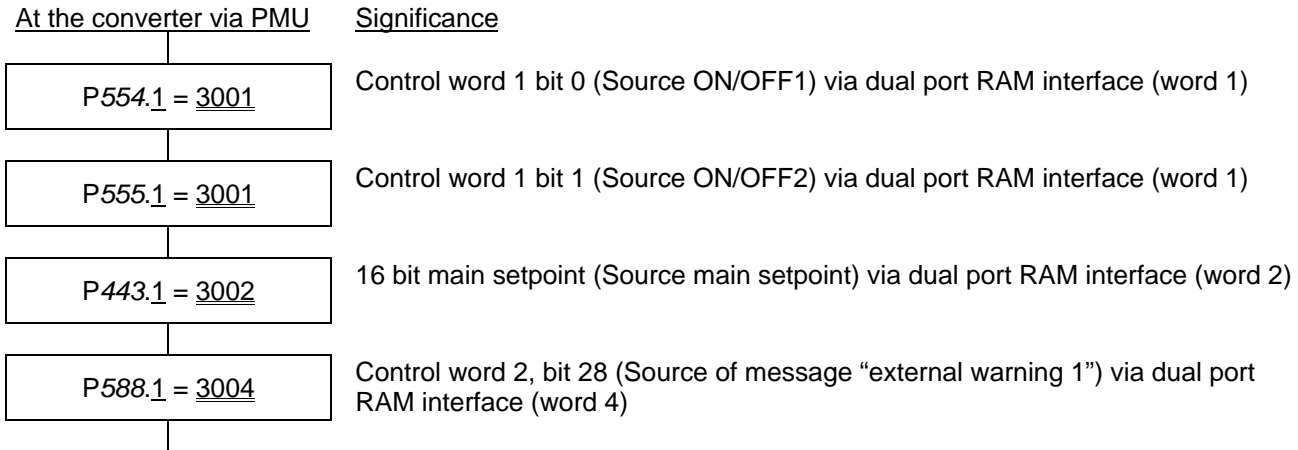 At the converter via PMU Significance
P554.1 = 3001 Control word 1 bit 0 (Source ON/OFF1) via dual port RAM interface (word 1)
P555.1 = 3001 Control word 1 bit 1 (Source ON/OFF2) via dual port RAM interface (word 1)
P443.1 = 3002 16 bit main setpoint (Source main setpoint) via dual port RAM interface (word 2)
P588.1 = 3004 Control word 2, bit 28 (Source of message “external warning 1”) via dual port
RAM interface (word 4)